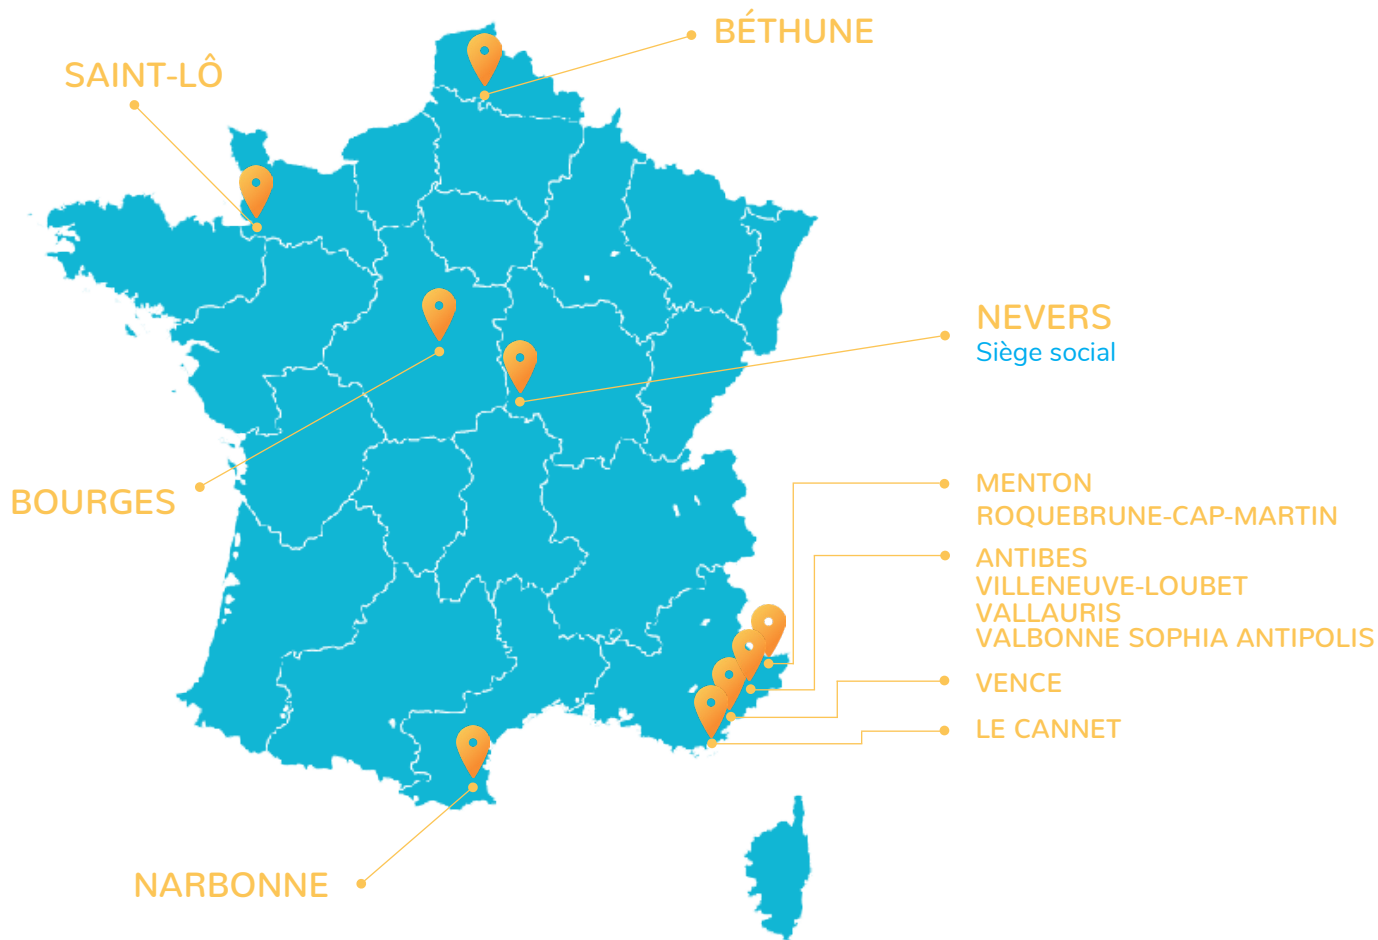 BÉTHUNE
SAINT-LÔ
NEVERS
Siège social
BOURGES
MENTON
ROQUEBRUNE-CAP-MARTIN
ANTIBES
VILLENEUVE-LOUBET
VALLAURIS
VALBONNE SOPHIA ANTIPOLIS
VENCE
LE CANNET
NARBONNE